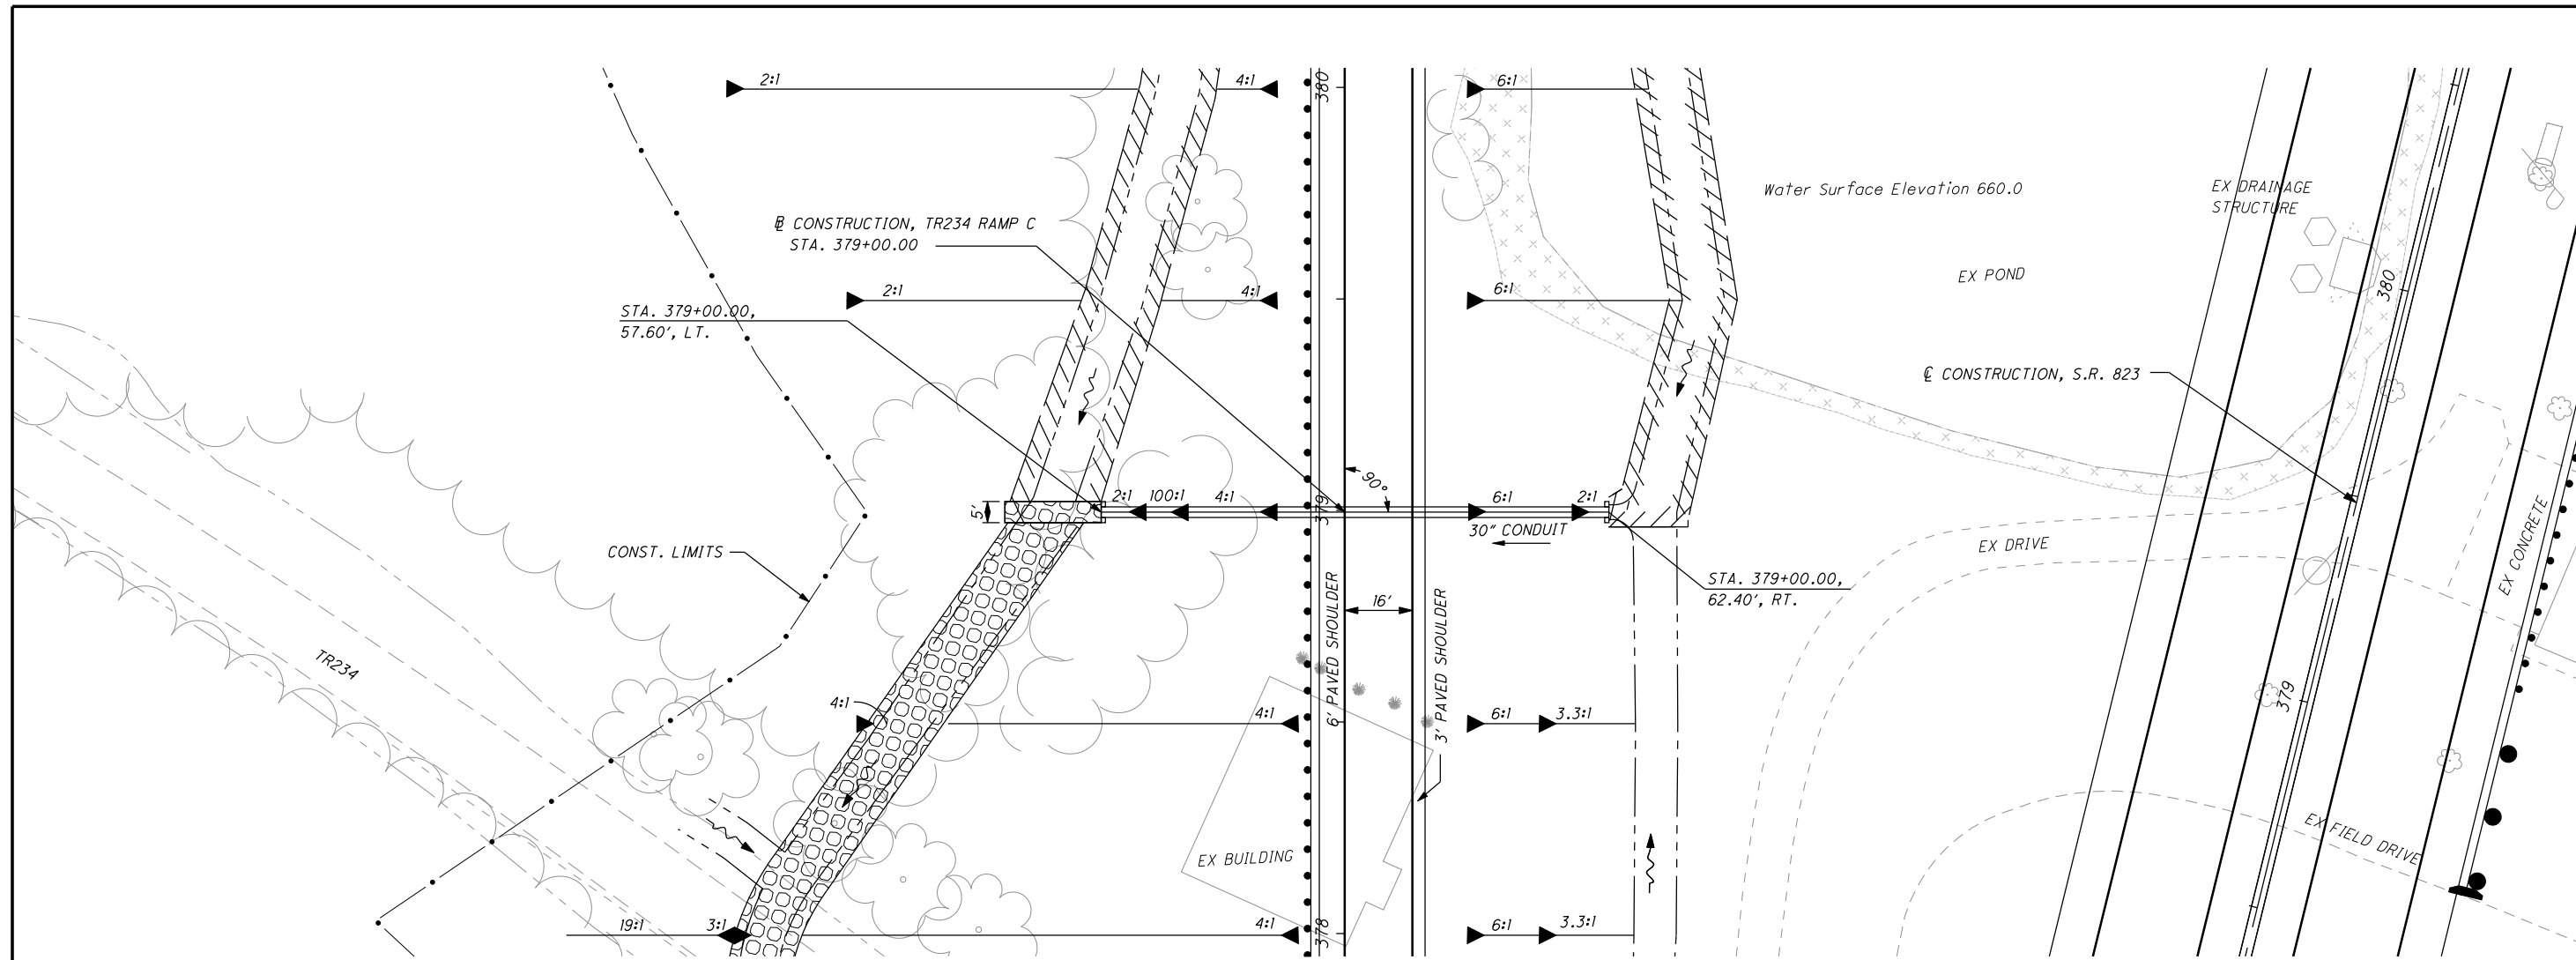 2:1
4:1
380
6:1
Water Surface Elevation 660.0
EX DRAINAGE
STRUCTURE
℄ CONSTRUCTION, TR234 RAMP C
STA. 379+00.00
EX POND
380
2:1
4:1
6:1
STA. 379+00.00,
57.60', LT.
℄ CONSTRUCTION, S.R. 823
90°
5'
2:1
100:1
4:1
379
6:1
2:1
30" CONDUIT
CONST. LIMITS
EX DRIVE
EX CONCRETE
STA. 379+00.00,
62.40', RT.
16'
6' PAVED SHOULDER
3' PAVED SHOULDER
TR234
379
4:1
4:1
6:1
3.3:1
EX BUILDING
EX FIELD DRIVE
19:1
3:1
4:1
378
6:1
3.3:1